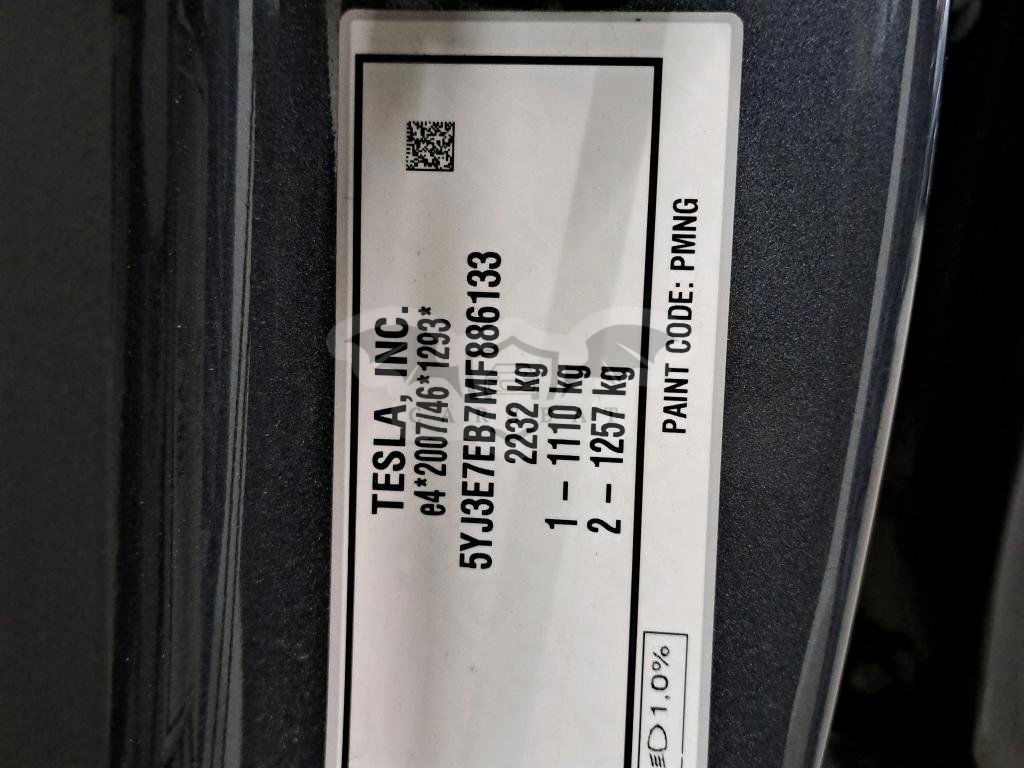 TESLA, INC.
e4*2007/46*1293*
5YJ3E7EB7MF886133
2232 kg
1 – 1110 kg
2 – 1257 kg
PAINT CODE: PMNG
1.0%